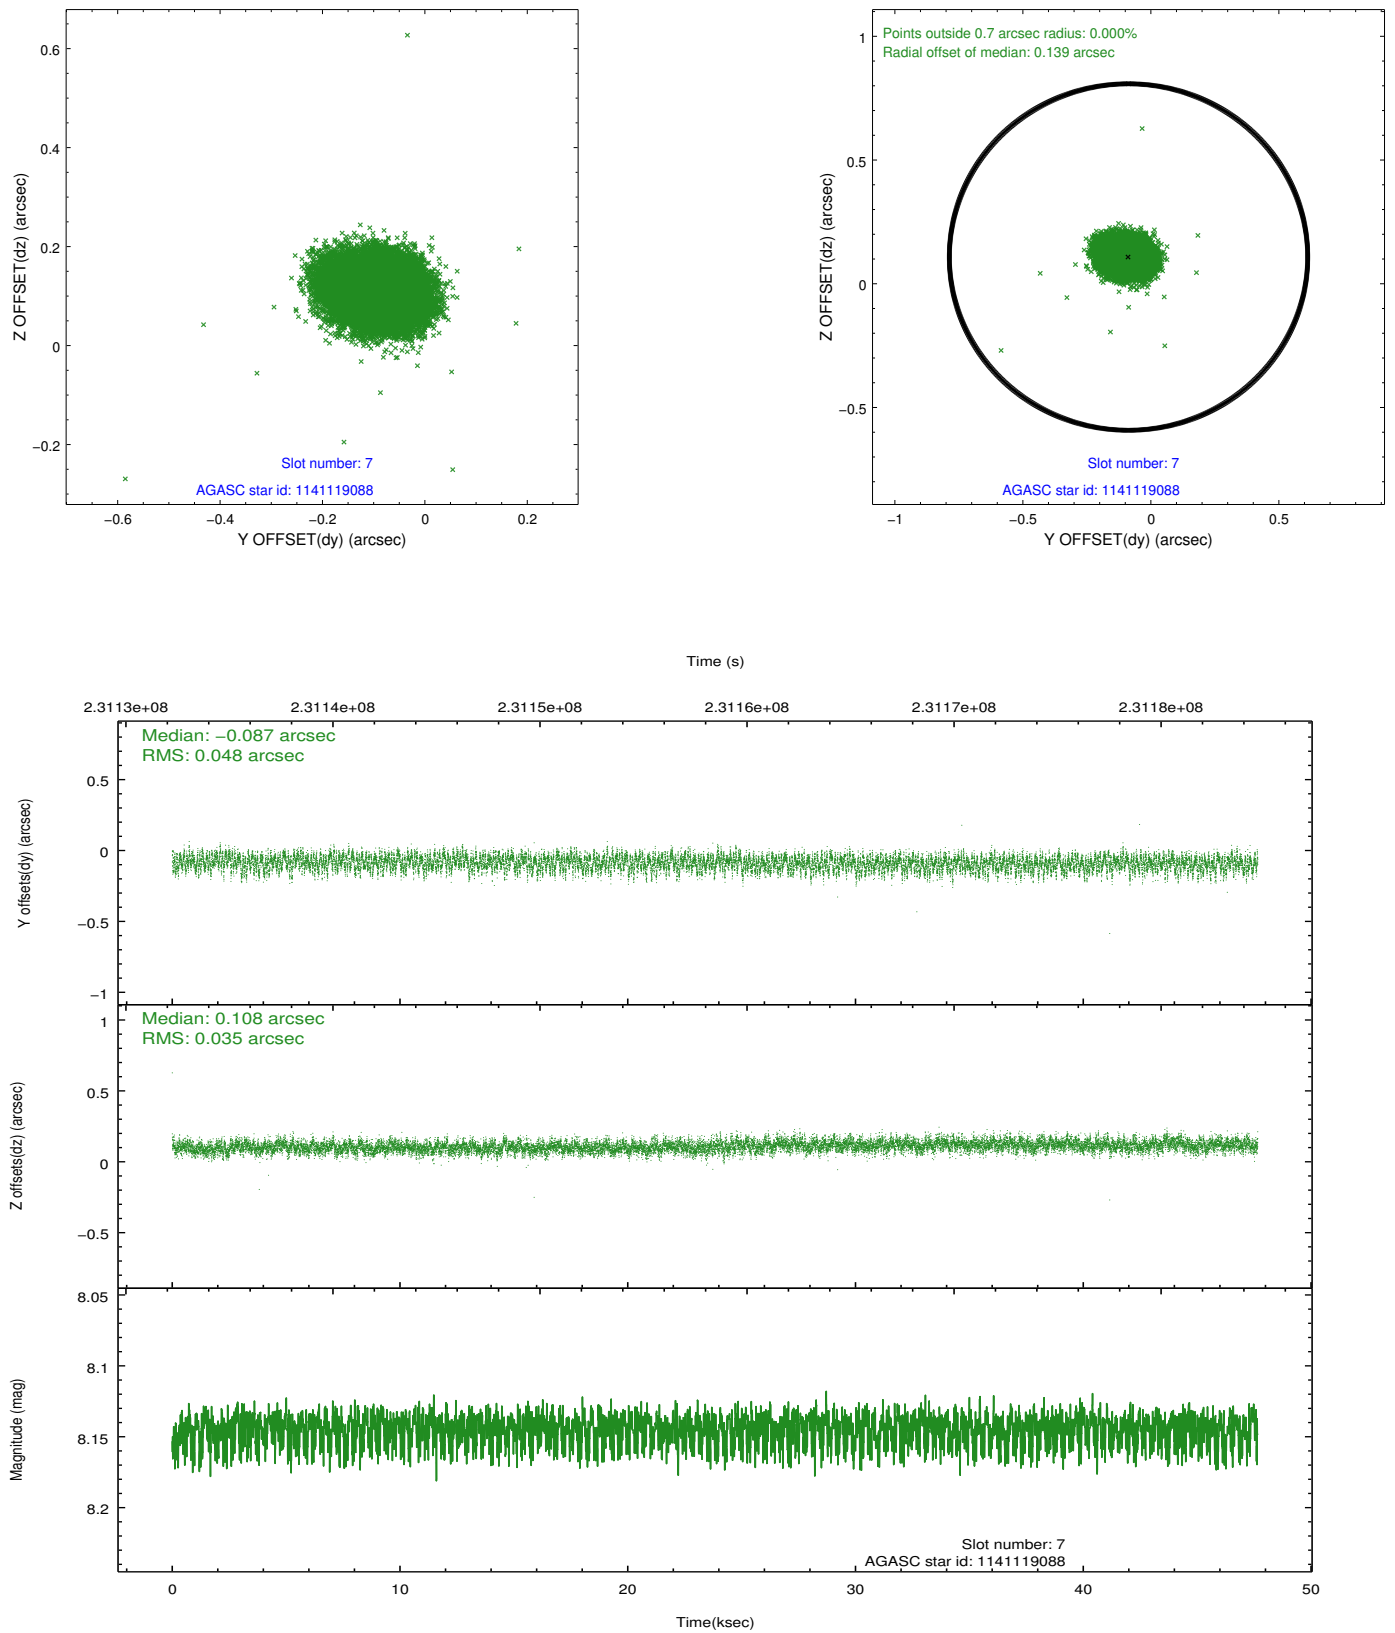 0.6
0.4
0.2
0
−0.2
Z OFFSET(dz) (arcsec)
Slot number: 7
AGASC star id: 1141119088
−0.6 −0.4 −0.2 0 0.2
Y OFFSET(dy) (arcsec)
Points outside 0.7 arcsec radius: 0.000%
Radial offset of median: 0.139 arcsec
1
0.5
0
−0.5
Z OFFSET(dz) (arcsec)
Slot number: 7
AGASC star id: 1141119088
−1 −0.5 0 0.5
Y OFFSET(dy) (arcsec)
Time (s)
2.3113e+08 2.3114e+08 2.3115e+08 2.3116e+08 2.3117e+08 2.3118e+08
Median: −0.087 arcsec
RMS: 0.048 arcsec
0.5
0
−0.5
−1
Y offsets(dy) (arcsec)
Median: 0.108 arcsec
RMS: 0.035 arcsec
1
0.5
0
−0.5
Z offsets(dz) (arcsec)
8.05
8.1
8.15
8.2
Magnitude (mag)
Slot number: 7
AGASC star id: 1141119088
0 10 20 30 40 50
Time(ksec)